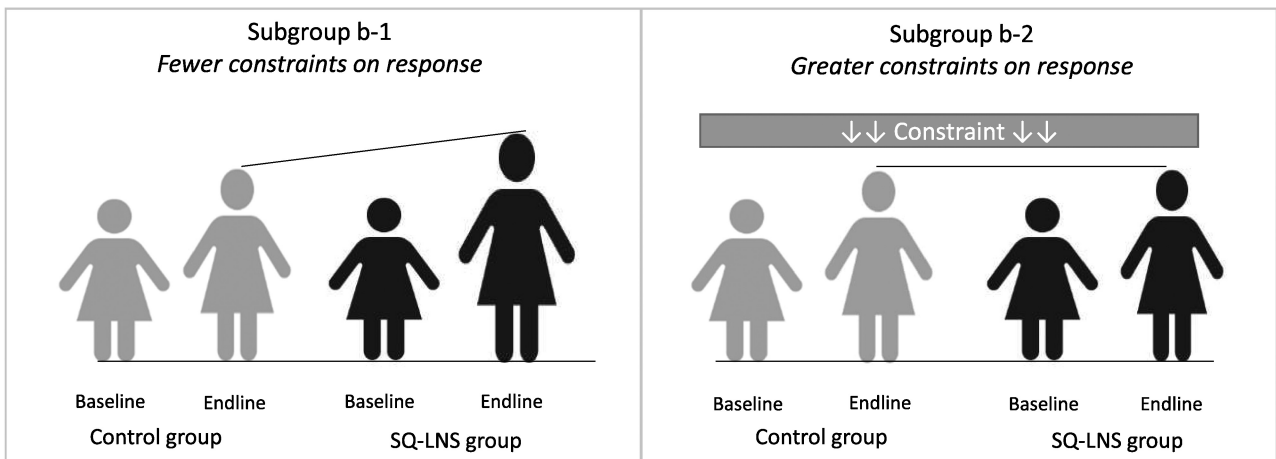 Subgroup b-1
Fewer constraints on response
Baseline
Endline
Baseline
Endline
Control group
SQ-LNS group
Subgroup b-2
Greater constraints on response
↓↓ Constraint ↓↓
Baseline
Endline
Baseline
Endline
Control group
SQ-LNS group